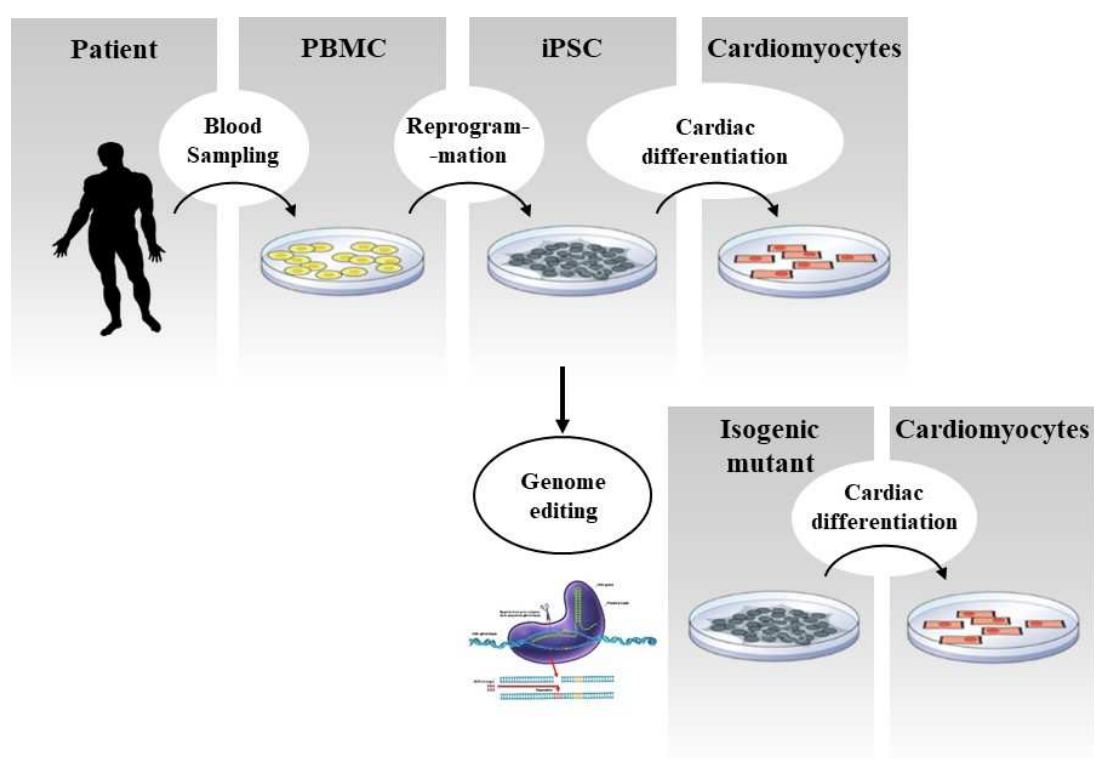 Patient
PBMC
iPSC
Cardiomyocytes
Blood
Sampling
Reprogram-
-mation
Cardiac
differentiation
Genome
editing
Isogenic
mutant
Cardiomyocytes
Cardiac
differentiation